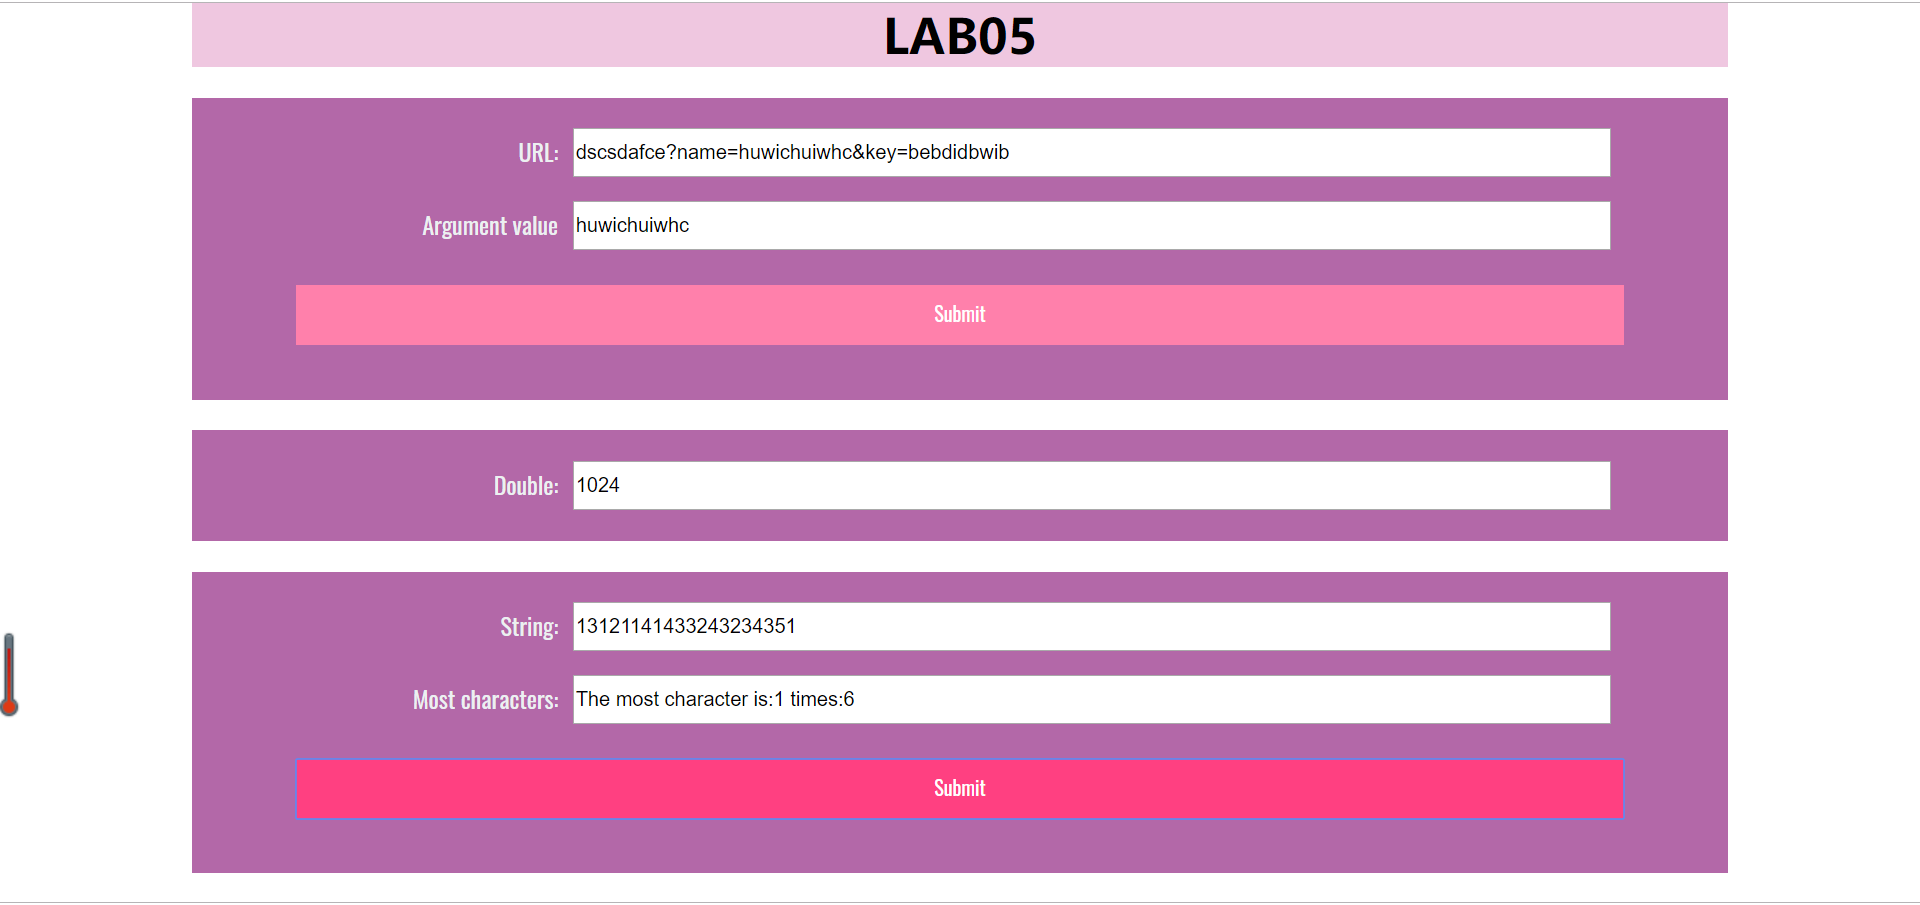 LAB05
URL: dscsdafce?name=huwichuiwhc&key=bebdidbwib
Argument value huwichuiwhc
Submit
Double: 1024
String: 13121141433243234351
Most characters: The most character is:1 times:6
Submit